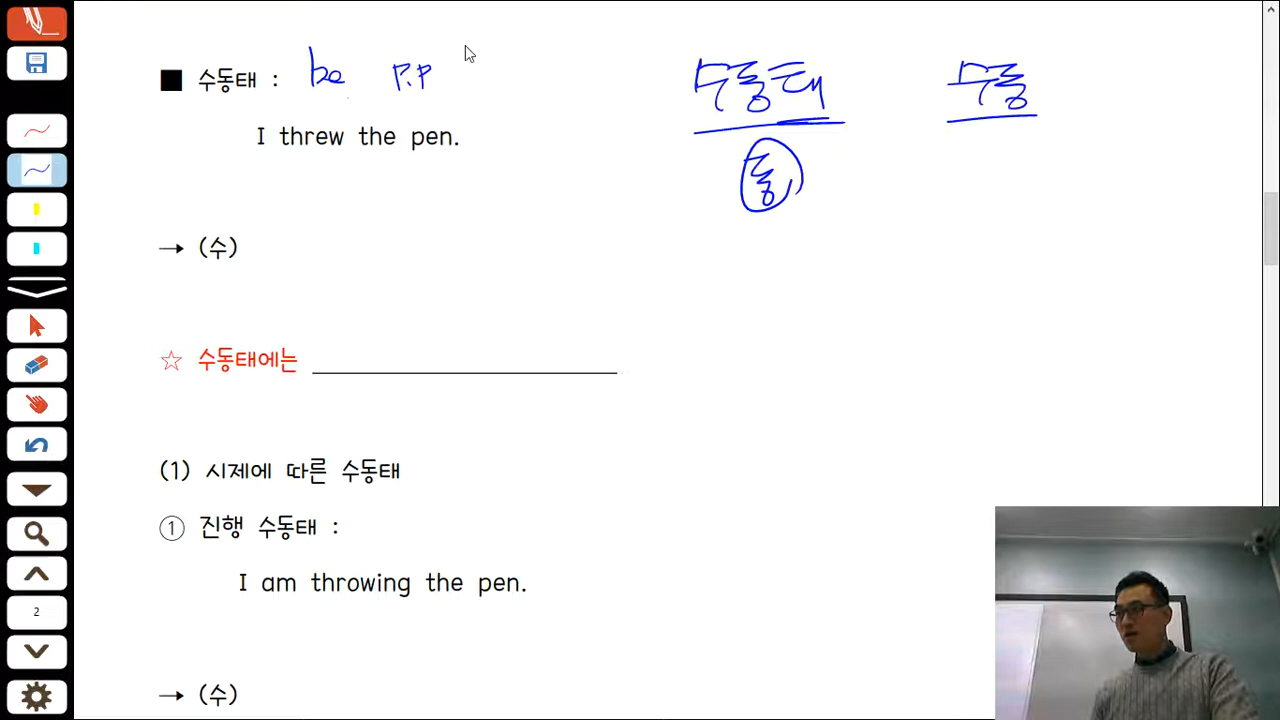 ■ 수동태 : be p.p 수동태 수동
I threw the pen.
동
→ (수)
☆ 수동태에는
(1) 시제에 따른 수동태
① 진행 수동태 :
I am throwing the pen.
2
→ (수)